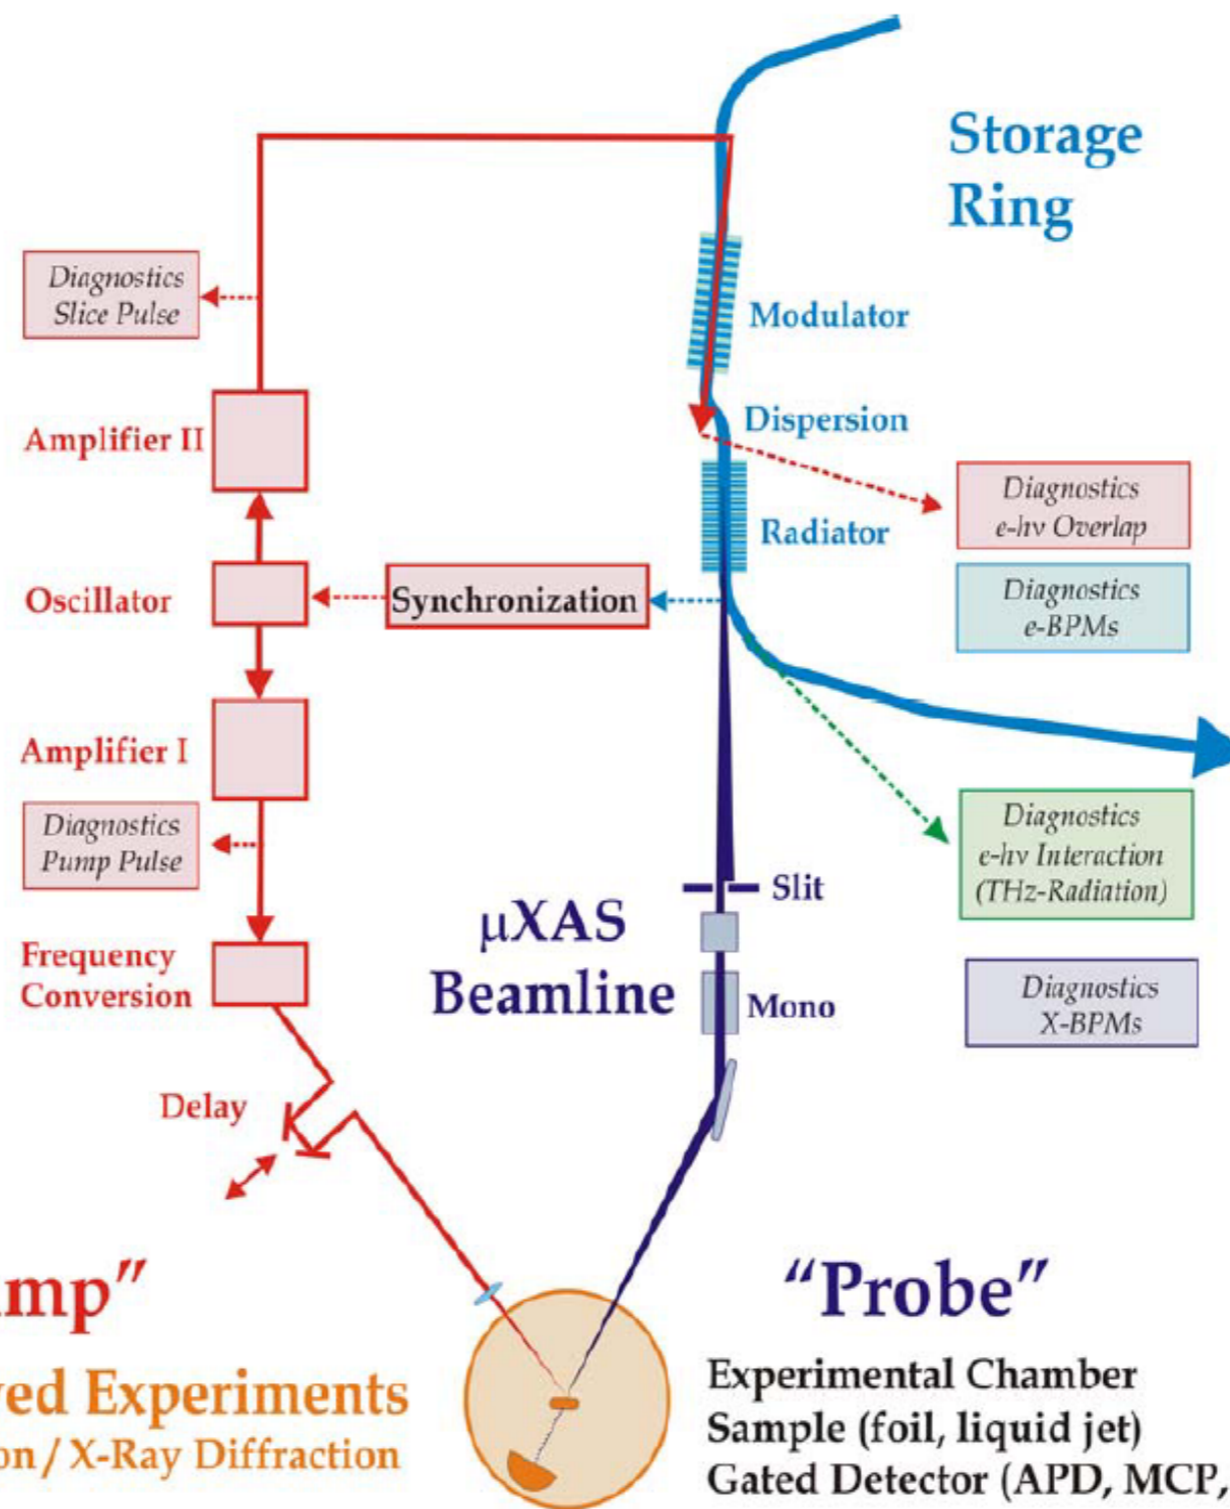 Storage
Ring
Diagnostics
Slice Pulse
Modulator
Amplifier II
Dispersion
Diagnostics
e-hν Overlap
Radiator
Oscillator
Synchronization
Diagnostics
e-BPMs
Amplifier I
Diagnostics
Pump Pulse
Diagnostics
e-hν Interaction
(THz-Radiation)
Slit
μXAS
Beamline
Frequency
Conversion
Mono
Diagnostics
X-BPMs
Delay
mp”
“Probe”
ved Experiments
on / X-Ray Diffraction
Experimental Chamber
Sample (foil, liquid jet)
Gated Detector (APD, MCP,